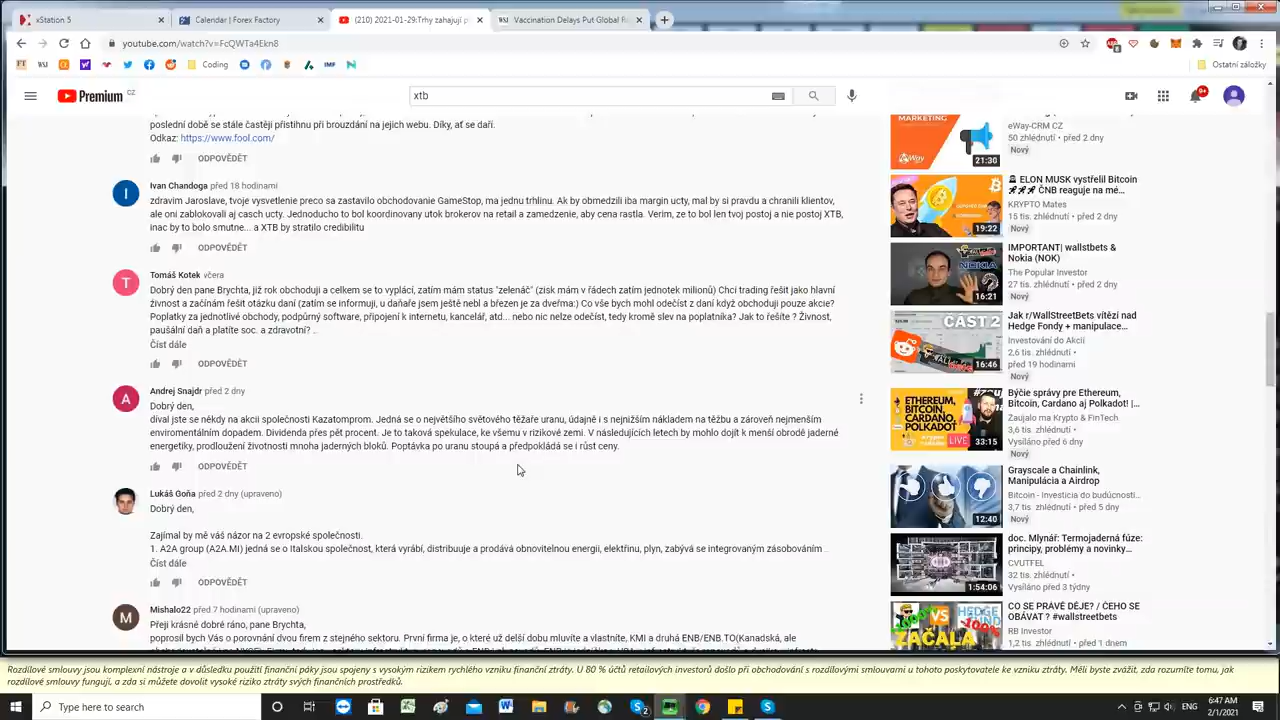 xStation 5
Calendar | Forex Factory
(210) 2021-01-29:Trhy zahajují p
WSJ Vaccination Delays Put Global R
youtube.com/watch?v=FcQWTa4Ekn8
FT WSJ Coding IMF Ostatní záložky
Premium CZ
xtb
9+
poslední době se stále častěji přistihnu při brouzdání na jejich webu. Díky, ať se daří.
Odkaz: https://www.fool.com/
ODPOVĚDĚT
I
Ivan Chandoga před 18 hodinami
zdravim Jaroslave, tvoje vysvetlenie preco sa zastavilo obchodovanie GameStop, ma jednu trhlinu. Ak by obmedzili iba margin ucty, mal by si pravdu a chranili klientov,
ale oni zablokovali aj casch ucty. Jednoducho to bol koordinovany utok brokerov na retail a zamedzenie, aby cena rastla. Verim, ze to bol len tvoj postoj a nie postoj XTB,
inac by to bolo smutne... a XTB by stratilo credibilitu
ODPOVĚDĚT
T
Tomáš Kotek včera
Dobrý den pane Brychta, již rok obchoduji a celkem se to vyplácí, zatím mám status "zelenáč" (zisk mám v řádech zatím jednotek milionů) Chci trading řešit jako hlavní
živnost a začínám řešit otázku daní (zatím se informuji, u daňaře jsem ještě nebl a březen je za dveřma:) Co vše bych mohl odečíst z daní když obchoduji pouze akcie?
Poplatky za jednotlivé obchody, podpůrný software, připojení k internetu, kancelář, atd... nebo nic nelze odečíst, tedy kromě slev na poplatníka? Jak to řešíte ? Živnost,
paušální daň a platíte soc. a zdravotní? ..
Číst dále
ODPOVĚDĚT
A
Andrej Snajdr před 2 dny
Dobrý den,
díval jste se někdy na akcii společnosti Kazatomprom. Jedná se o největšího světového těžaře uranu, údajně i s nejnižším nákladem na těžbu a zároveň nejmenším
enviromentálním dopadem. Dividenda přes pět procent. Je to taková spekulace, ke všemu v rizikové zemi. V následujících letech by mohlo dojít k menší obrodě jaderné
energetiky, prodloužení životnosti mnoha jaderných bloků. Poptávka po uranu stoupá a předpokládá se i růst ceny.
ODPOVĚDĚT
Lukáš Goňa před 2 dny (upraveno)
Dobrý den,
Zajímal by mě váš názor na 2 evropské společnosti.
1. A2A group (A2A.MI) jedná se o Italskou společnost, která vyrábí, distribuuje a prodává obnovitelnou energii, elektřinu, plyn, zabývá se integrovaným zásobováním ..
Číst dále
ODPOVĚDĚT
M
Mishalo22 před 7 hodinami (upraveno)
Přeji krásné dobré ráno, pane Brychta,
poprosil bych Vás o porovnání dvou firem z stejného sektoru. První firma je, o které už delší dobu mluvíte a vlastníte, KMI a druhá ENB/ENB.TO(Kanadská, ale
MARKETING
eWay
21:30
eWay-CRM CZ
50 zhlédnutí • před 2 dny
Nový
19:22
ELON MUSK vystřelil Bitcoin
ČNB reaguje na mé…
KRYPTO Mates
15 tis. zhlédnutí • před 2 dny
Nový
NOKIA
16:21
IMPORTANT| wallstbets &
Nokia (NOK)
The Popular Investor
27 tis. zhlédnutí • před 2 dny
Nový
ČÁST 2
16:46
Jak r/WallStreetBets vítězí nad
Hedge Fondy + manipulace…
Investování do Akcií
2,6 tis. zhlédnutí •
před 19 hodinami
Nový
ETHEREUM,
BITCOIN,
CARDANO,
POLKADOT!
LIVE
33:15
Býčie správy pre Ethereum,
Bitcoin, Cardano aj Polkadot! |…
Zaujalo ma Krypto & FinTech
3,6 tis. zhlédnutí •
Vysíláno před 6 dny
Nový
12:40
Grayscale a Chainlink,
Manipulácia a Airdrop
Bitcoin - Investicia do budúcnosti…
3,7 tis. zhlédnutí • před 5 dny
Nový
1:54:06
doc. Mlynář: Termojaderná fúze:
principy, problémy a novinky…
CVUTFEL
32 tis. zhlédnutí •
Vysíláno před 3 týdny
VS
HEDGE
-100%
ZAČALA
CO SE PRÁVĚ DĚJE? / ČEHO SE
OBÁVAT ? #wallstreetbets
RB Investor
1,2 tis. zhlédnutí • před 1 dnem
Rozdílové smlouvy jsou komplexní nástroje a v důsledku použití finanční páky jsou spojeny s vysokým rizikem rychlého vzniku finanční ztráty. U 80 % účtů retailových investorů došlo při obchodování s rozdílovými smlouvami u tohoto poskytovatele ke vzniku ztráty. Měli byste zvážit, zda rozumíte tomu, jak
rozdílové smlouvy fungují, a zda si můžete dovolit vysoké riziko ztráty svých finančních prostředků.
Type here to search
ENG
6:47 AM
2/1/2021